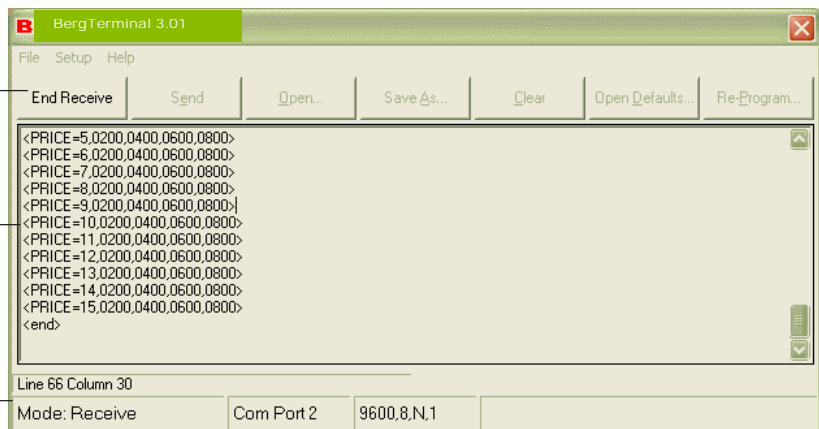 B BergTerminal 3.01
File Setup Help
End Receive Send Open... Save As... Clear Open Defaults... Re-Program...
<PRICE=5,0200,0400,0600,0800>
<PRICE=6,0200,0400,0600,0800>
<PRICE=7,0200,0400,0600,0800>
<PRICE=8,0200,0400,0600,0800>
<PRICE=9,0200,0400,0600,0800>
<PRICE=10,0200,0400,0600,0800>
<PRICE=11,0200,0400,0600,0800>
<PRICE=12,0200,0400,0600,0800>
<PRICE=13,0200,0400,0600,0800>
<PRICE=14,0200,0400,0600,0800>
<PRICE=15,0200,0400,0600,0800>
<end>
Line 66 Column 30
Mode: Receive Com Port 2 9600,8,N,1